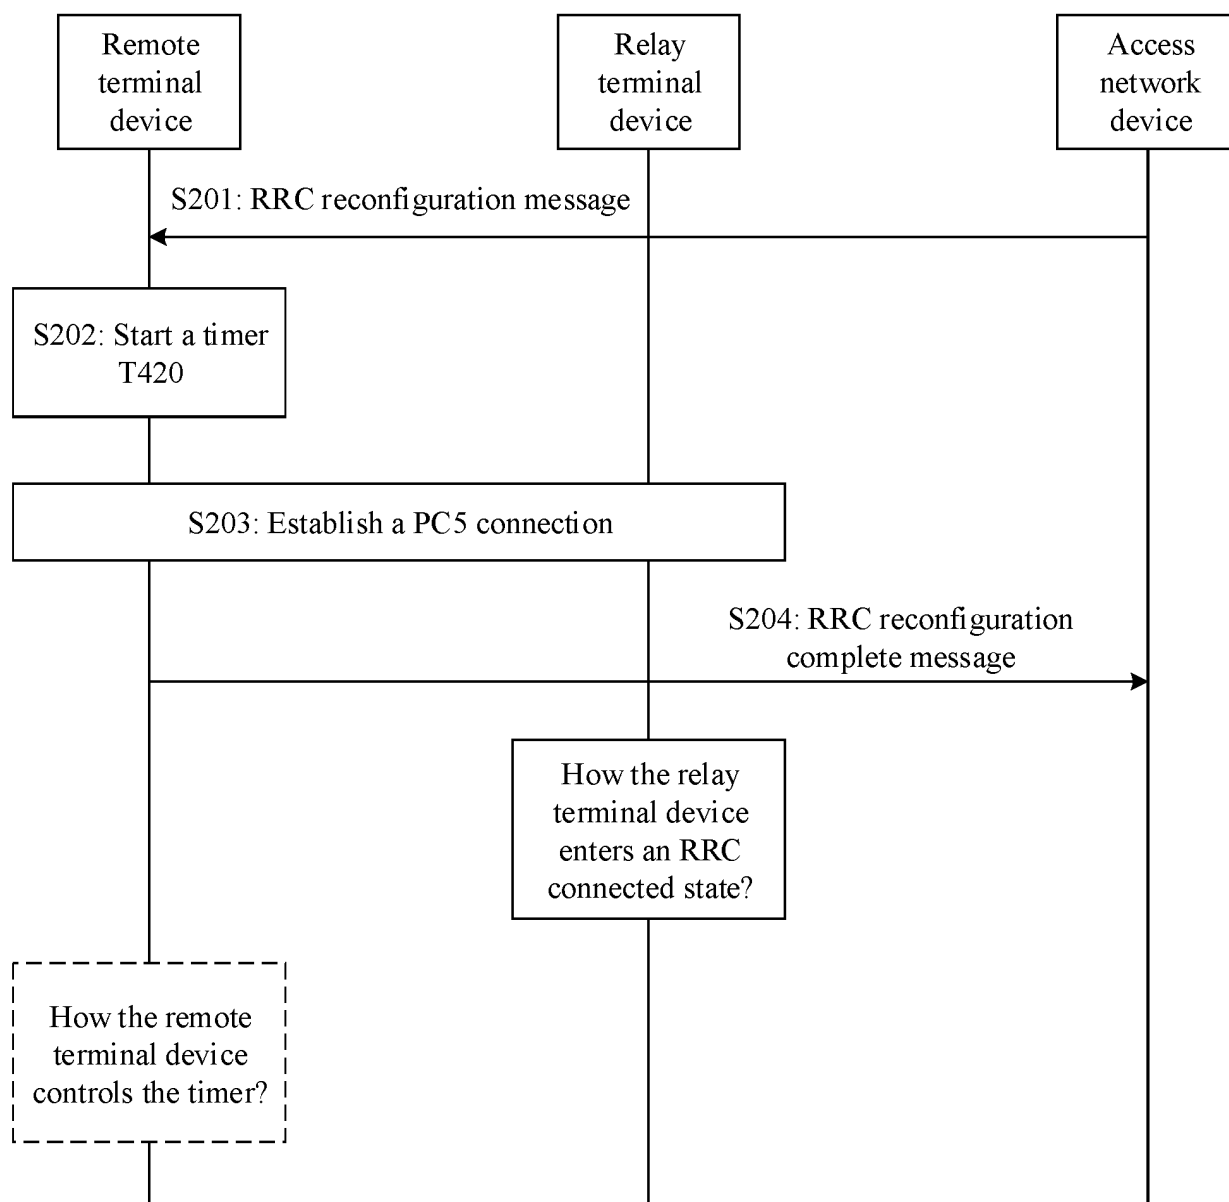 Remote
terminal
device
Relay
terminal
device
Access
network
device
S201: RRC reconfiguration message
S202: Start a timer
T420
S203: Establish a PC5 connection
S204: RRC reconfiguration
complete message
How the relay
terminal device
enters an RRC
connected state?
How the remote
terminal device
controls the timer?